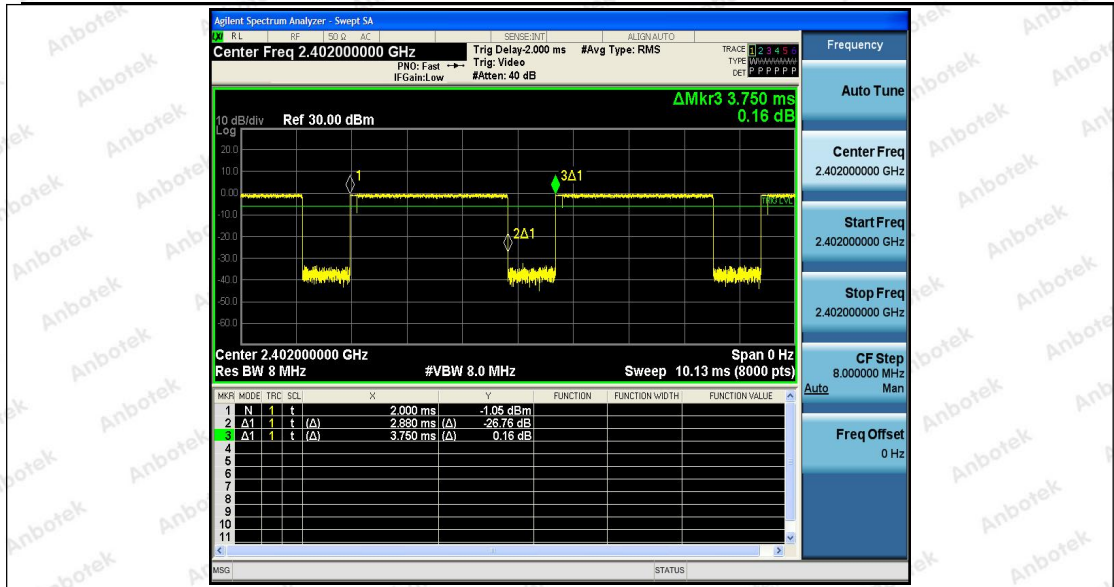 Agilent Spectrum Analyzer - Swept SA
RL RF 50 Ω AC SENSE:INT ALIGNAUTO
Center Freq 2.402000000 GHz
PNO: Fast
IFGain:Low
Trig Delay-2.000 ms
Trig: Video
#Atten: 40 dB
#Avg Type: RMS
TRACE 1 2 3 4 5 6
TYPE
DET P P P P P P
ΔMkr3 3.750 ms
0.16 dB
10 dB/div Ref 30.00 dBm
Log
20.0
10.0
0.00
-10.0
-20.0
-30.0
-40.0
-50.0
-60.0
1
2Δ1
3Δ1
TRIG LVL
Center 2.402000000 GHz Span 0 Hz
Res BW 8 MHz #VBW 8.0 MHz Sweep 10.13 ms (8000 pts)
MKR MODE TRC SCL X Y FUNCTION FUNCTION WIDTH FUNCTION VALUE
1 N 1 t 2.000 ms -1.05 dBm
2 Δ1 1 t (Δ) 2.880 ms (Δ) -26.76 dB
3 Δ1 1 t (Δ) 3.750 ms (Δ) 0.16 dB
4
5
6
7
8
9
10
11
MSG STATUS
Frequency
Auto Tune
Center Freq
2.402000000 GHz
Start Freq
2.402000000 GHz
Stop Freq
2.402000000 GHz
CF Step
8.000000 MHz
Auto Man
Freq Offset
0 Hz
Anbotek